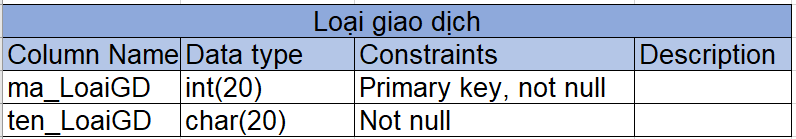 Loại giao dịch
Column Name Data type Constraints Description
ma_LoaiGD int(20) Primary key, not null
ten_LoaiGD char(20) Not null